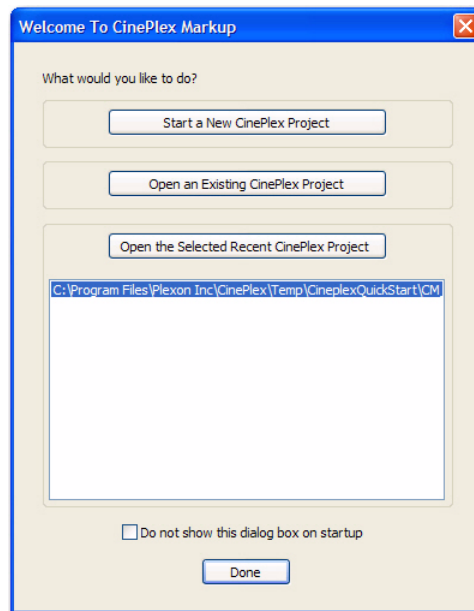 Welcome To CinePlex Markup
What would you like to do?
Start a New CinePlex Project
Open an Existing CinePlex Project
Open the Selected Recent CinePlex Project
C:\Program Files\Plexon Inc\CinePlex\Temp\CineplexQuickStart\CM
Do not show this dialog box on startup
Done